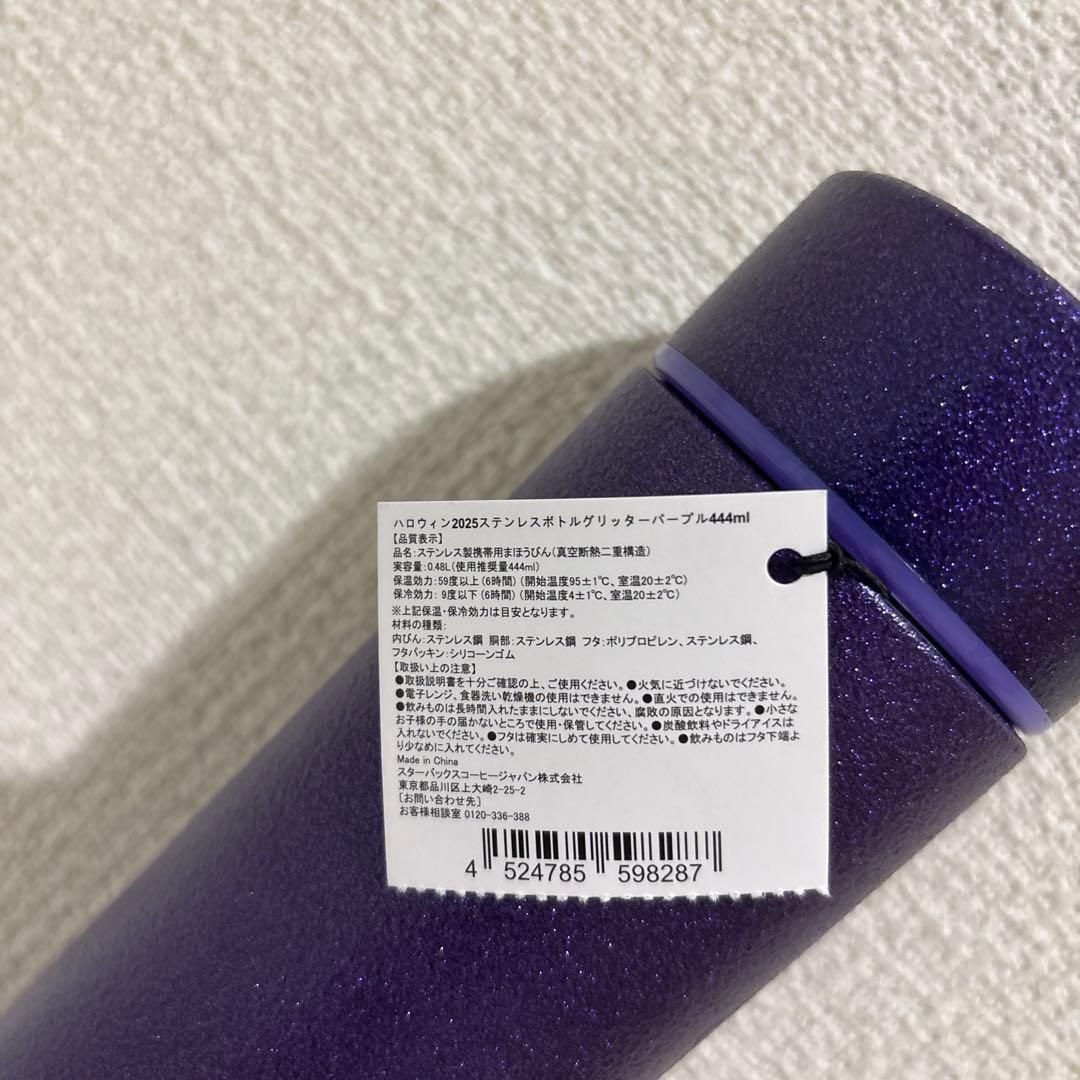 ハロウィン2025ステンレスボトルグリッターパープル444ml
【品質表示】
品名:ステンレス製携帯用まほうびん(真空断熱二重構造)
実容量:0.48L(使用推奨量444ml)
保温効力:59度以上(6時間)(開始温度95±1℃、室温20±2℃)
保冷効力: 9度以下(6時間)(開始温度4±1℃、室温20±2℃)
※上記保温・保冷効力は目安となります。
材料の種類:
内びん:ステンレス鋼 胴部:ステンレス鋼 フタ:ポリプロピレン、ステンレス鋼、
フタパッキン:シリコーンゴム
【取扱い上の注意】
●取扱説明書を十分ご確認の上、ご使用ください。●火気に近づけないでください。
●電子レンジ、食器洗い乾燥機の使用はできません。●直火での使用はできません。
●飲みものは長時間入れたままにしないでください、腐敗の原因となります。●小さな
お子様の手の届かないところで使用・保管してください。●炭酸飲料やドライアイスは
入れないでください。●フタは確実にしめて使用してください。●飲みものはフタ下端よ
り少なめに入れてください。
Made in China
スターバックスコーヒージャパン株式会社
東京都品川区上大崎2-25-2
[お問い合わせ先]
お客様相談室 0120-336-388
4 524785 598287